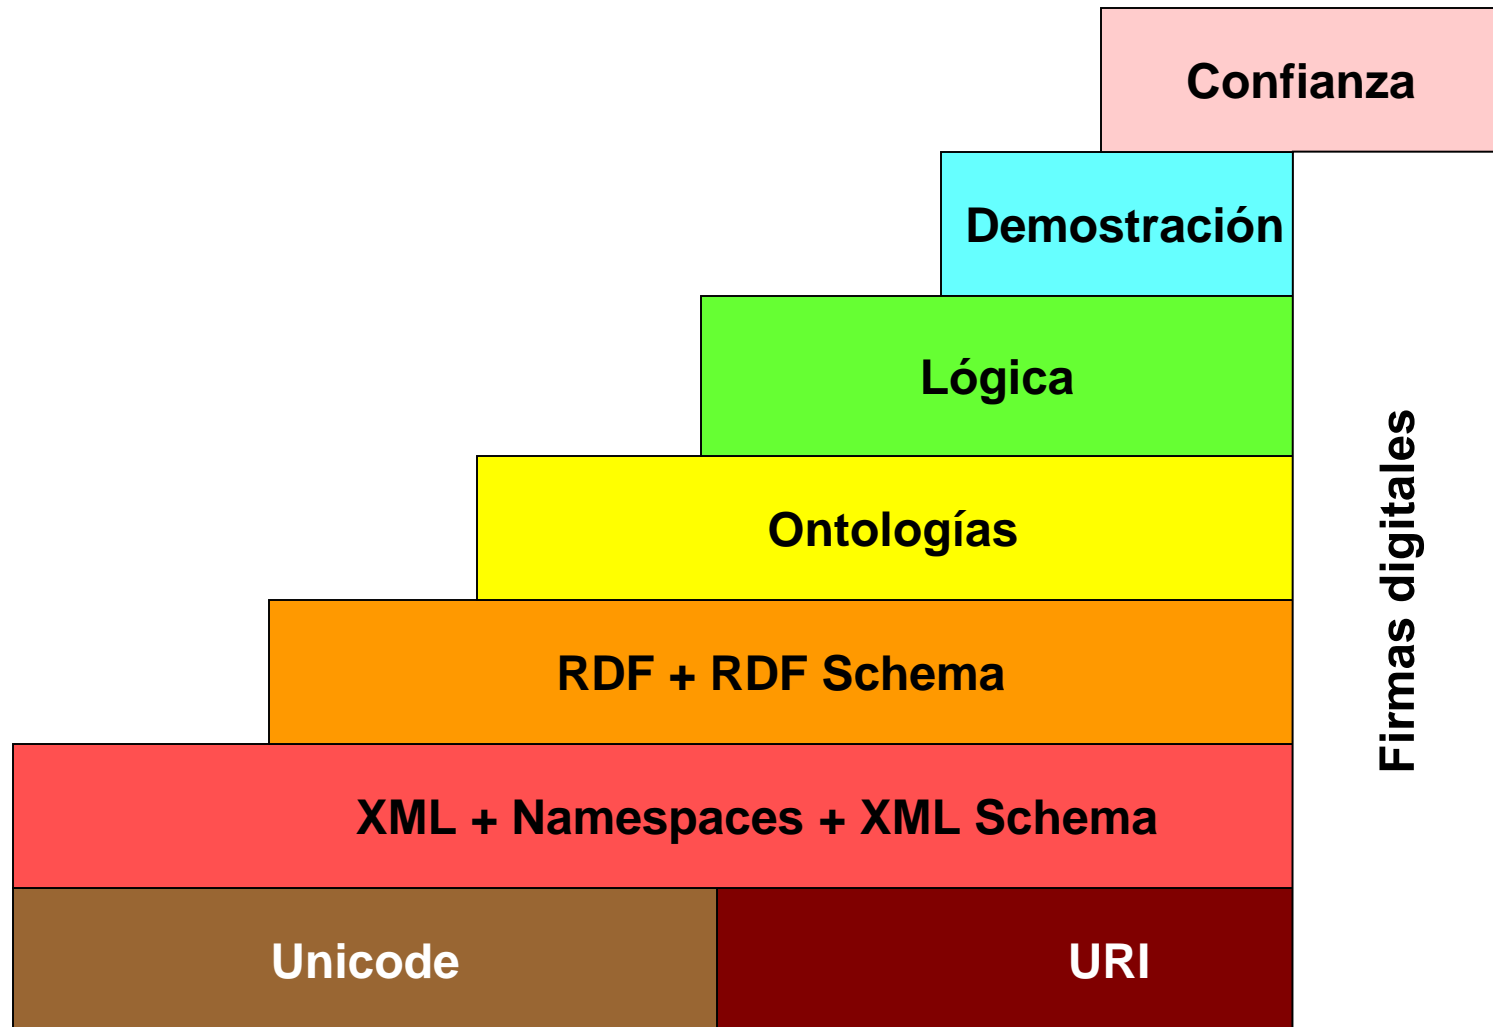 Confianza
Demostración
Lógica
Ontologías
RDF + RDF Schema
XML + Namespaces + XML Schema
Unicode
URI
Firmas digitales